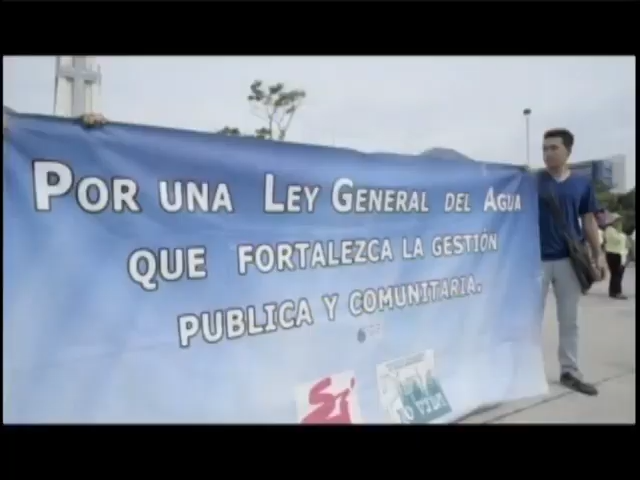 POR UNA LEY GENERAL DEL AGUA
QUE FORTALEZCA LA GESTIÓN
PUBLICA Y COMUNITARIA.